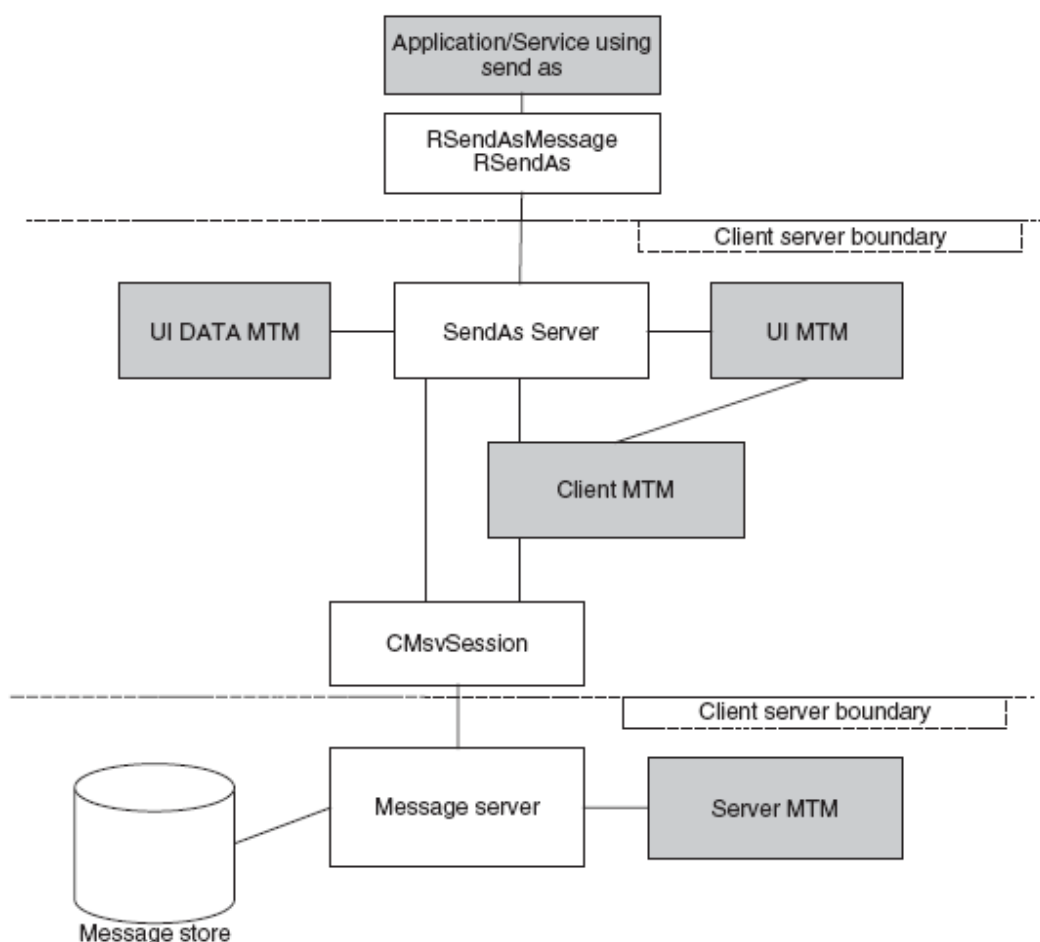 Application/Service using
send as
RSendAsMessage
RSendAs
Client server boundary
UI DATA MTM
SendAs Server
UI MTM
Client MTM
CMsvSession
Client server boundary
Message server
Server MTM
Message store